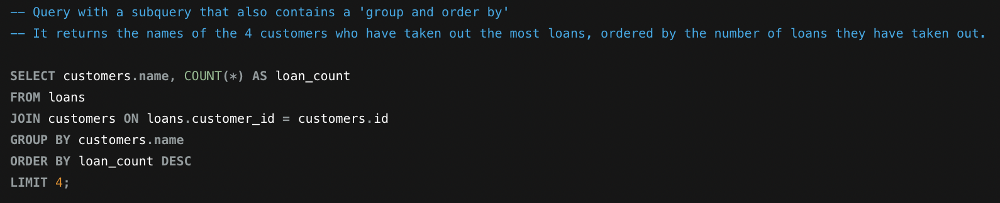 -- Query with a subquery that also contains a 'group and order by'
-- It returns the names of the 4 customers who have taken out the most loans, ordered by the number of loans they have taken out.
SELECT customers.name, COUNT(*) AS loan_count
FROM loans
JOIN customers ON loans.customer_id = customers.id
GROUP BY customers.name
ORDER BY loan_count DESC
LIMIT 4;